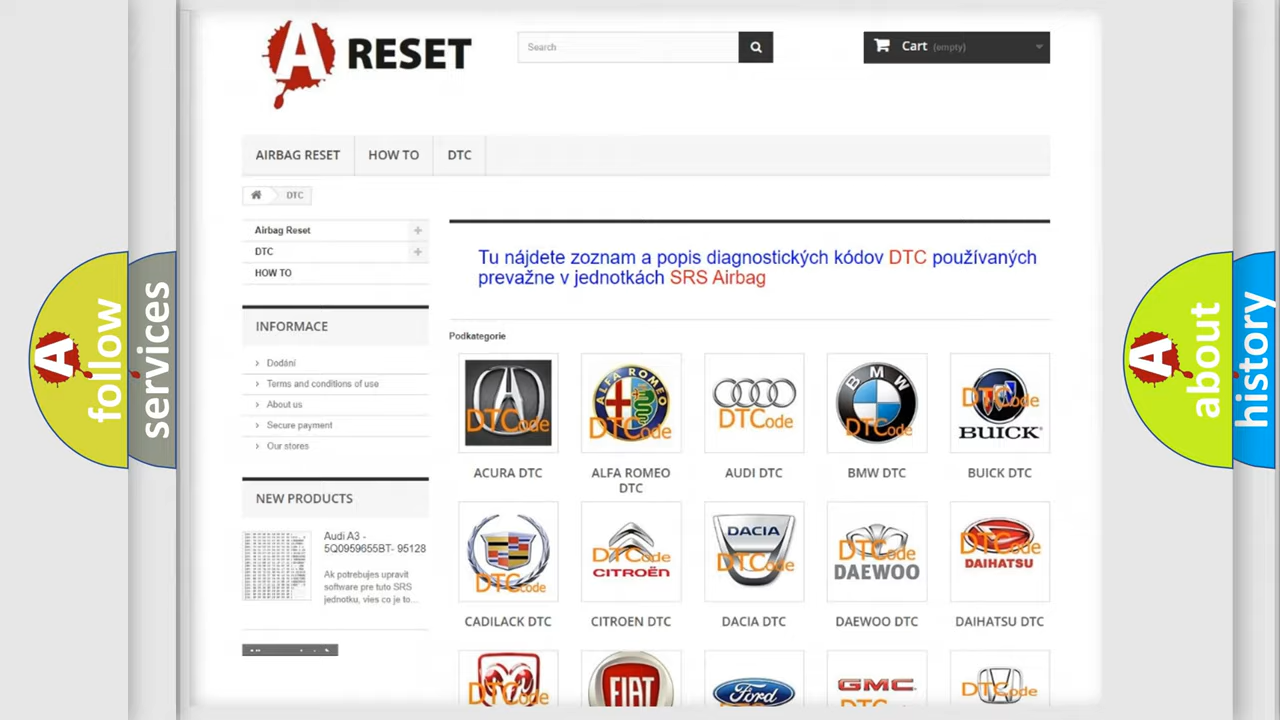 A RESET
Search
Cart (empty)
AIRBAG RESET
HOW TO
DTC
DTC
Airbag Reset
DTC
HOW TO
INFORMACE
Dodání
Terms and conditions of use
About us
Secure payment
Our stores
NEW PRODUCTS
Audi A3 -
5Q0959655BT- 95128
Ak potrebujes upravit
software pre tuto SRS
jednotku, vies co je to...
Tu nájdete zoznam a popis diagnostických kódov DTC používaných
prevažne v jednotkách SRS Airbag
Podkategorie
DTCode
ALFA ROMEO
DTCode
DTCode
BMW
DTCode
DTCode
BUICK
ACURA DTC
ALFA ROMEO
DTC
AUDI DTC
BMW DTC
BUICK DTC
DTCode
DTCode
CITROËN
DACIA
DTCode
DTCode
DAEWOO
DTCode
DAIHATSU
CADILACK DTC
CITROEN DTC
DACIA DTC
DAEWOO DTC
DAIHATSU DTC
DTCode
FIAT
Ford
GMC
DTCode
A
follow
services
A
about
history